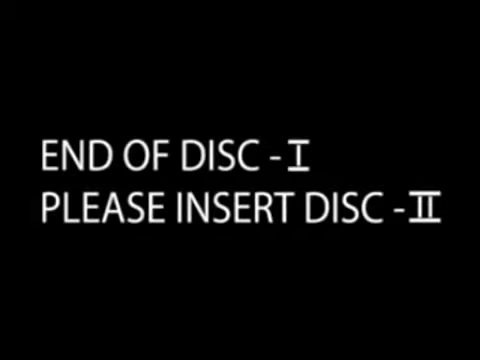 END OF DISC - I
PLEASE INSERT DISC - II